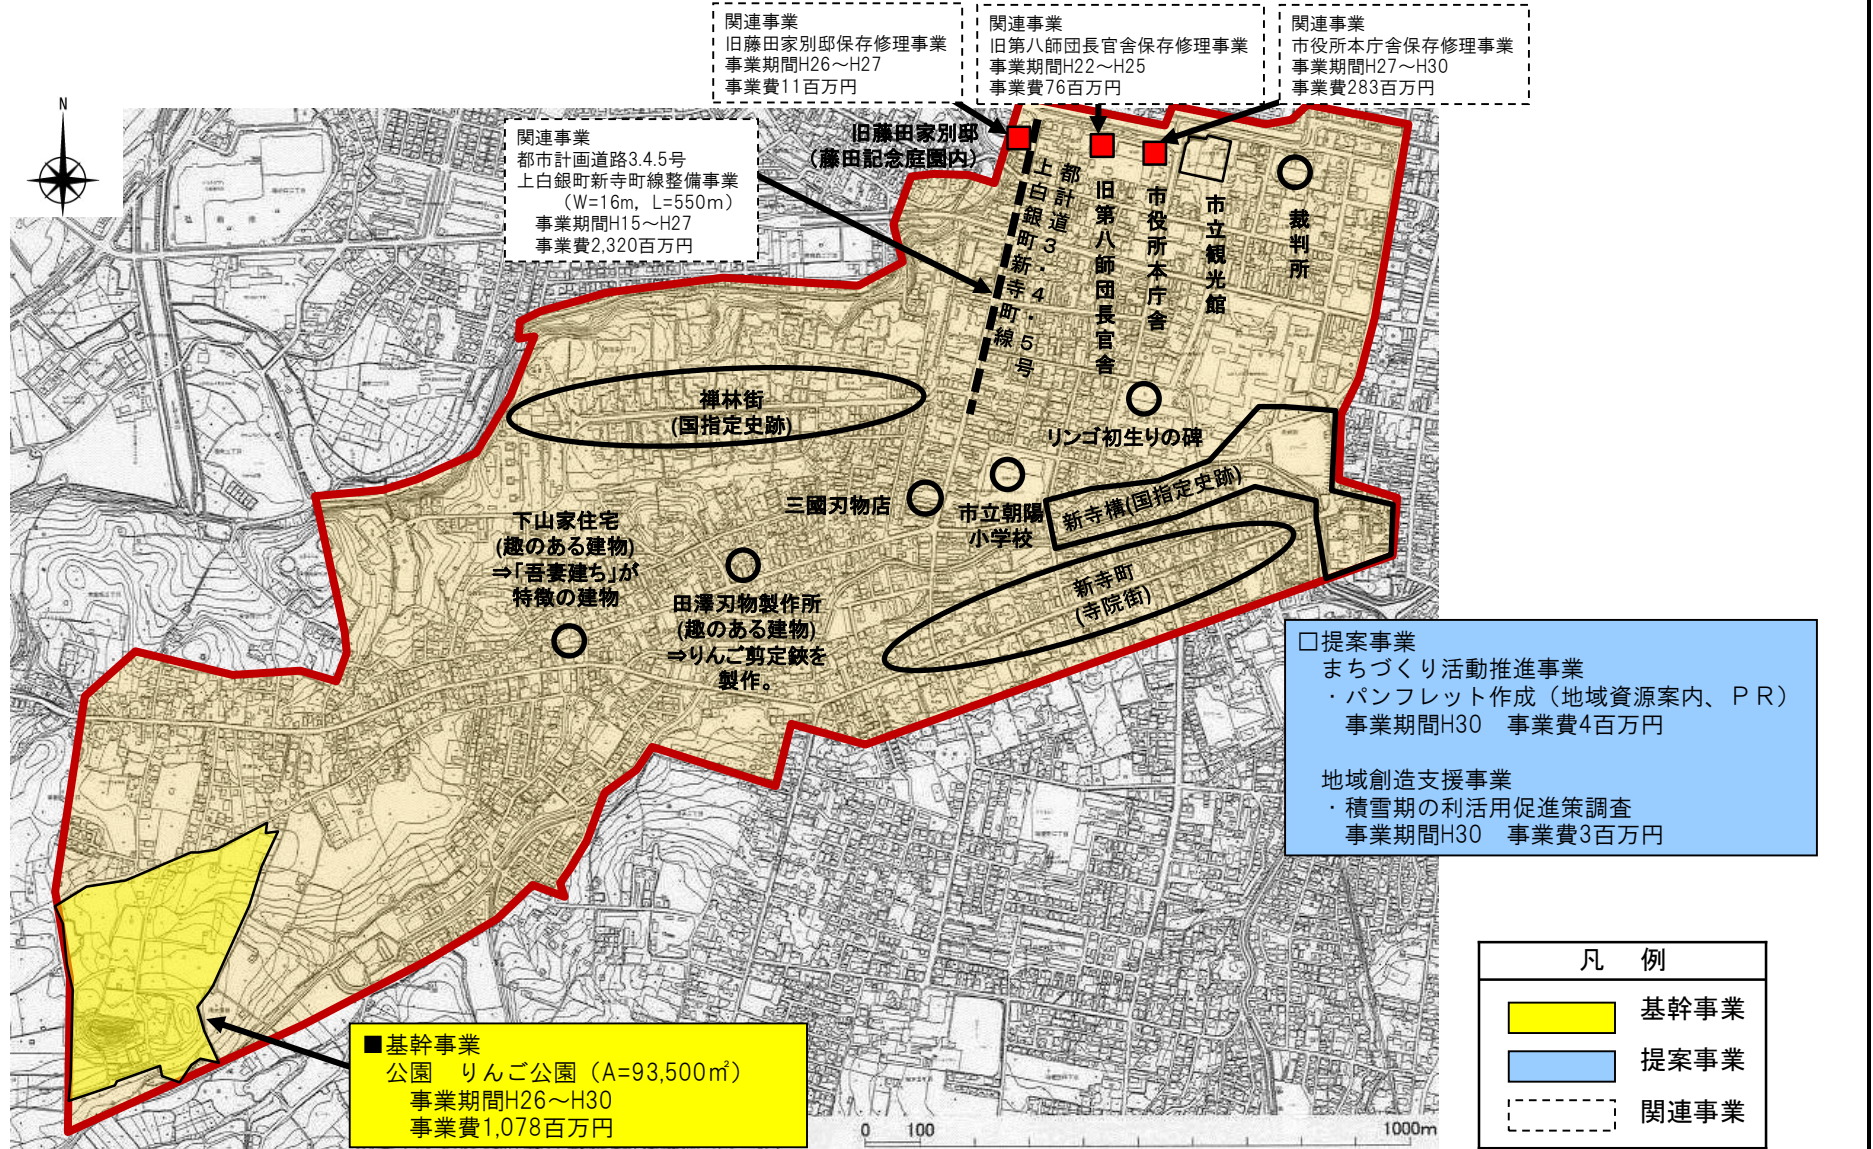 関連事業
旧藤田家別邸保存修理事業
事業期間H26～H27
事業費11百万円
関連事業
旧第八師団長官舎保存修理事業
事業期間H22～H25
事業費76百万円
関連事業
市役所本庁舎保存修理事業
事業期間H27～H30
事業費283百万円
N
関連事業
都市計画道路3.4.5号
上白銀町新寺町線整備事業
（W=16m，L=550m）
事業期間H15～H27
事業費2,320百万円
旧藤田家別邸
（藤田記念庭園内）
都計道３・４・５号
上白銀町新寺町線
旧第八師団長官舎
市役所本庁舎
市立観光館
裁判所
禅林街
(国指定史跡)
リンゴ初生りの碑
三國刃物店
市立朝陽
小学校
新寺構(国指定史跡)
新寺町
(寺院街)
下山家住宅
(趣のある建物)
⇒「吾妻建ち」が
特徴の建物
田澤刃物製作所
(趣のある建物)
⇒りんご剪定鋏を
製作。
□提案事業
まちづくり活動推進事業
・パンフレット作成（地域資源案内、ＰＲ）
事業期間H30　事業費4百万円
地域創造支援事業
・積雪期の利活用促進策調査
事業期間H30　事業費3百万円
■基幹事業
公園　りんご公園（A=93,500㎡）
事業期間H26～H30
事業費1,078百万円
0 100 1000m
凡　例
基幹事業
提案事業
関連事業